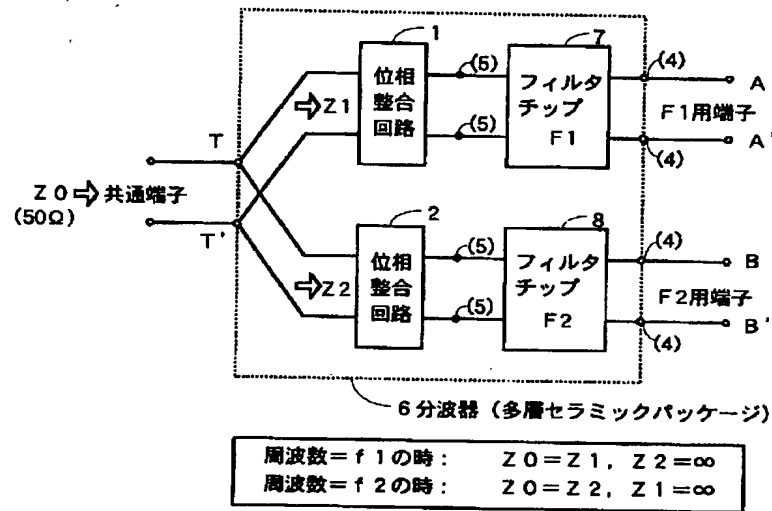 1
7
位相
整合
回路
(5)
(5)
フィルタ
チップ
F1
(4)
(4)
A
F1用端子
A'
⇨Z1
T
Z0⇨共通端子
(50Ω)
T'
2
8
位相
整合
回路
(5)
(5)
フィルタ
チップ
F2
(4)
(4)
B
F2用端子
B'
⇨Z2
6分波器(多層セラミックパッケージ)
周波数=f1の時: Z0=Z1, Z2=∞
周波数=f2の時: Z0=Z2, Z1=∞